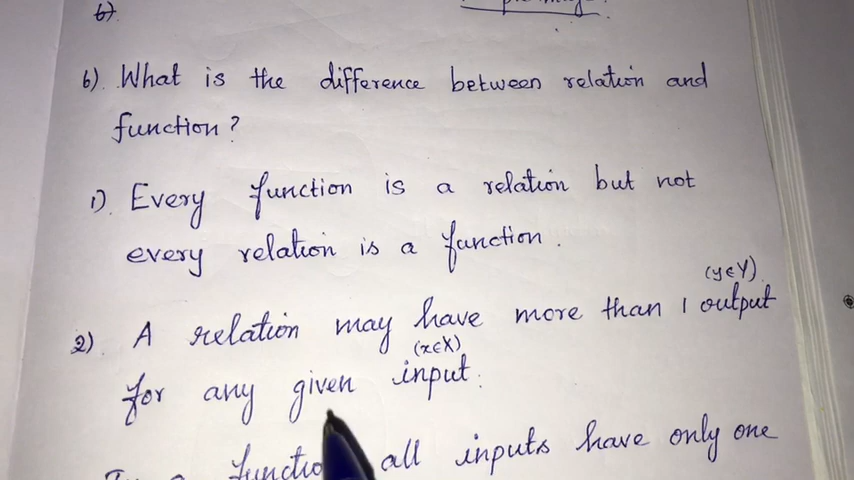 6)
6). What is the difference between relation and
function?
1). Every function is a relation but not
every relation is a function.
(y∈Y)
2). A relation may have more than 1 output
(x∈X)
for any given input.
all inputs have only one